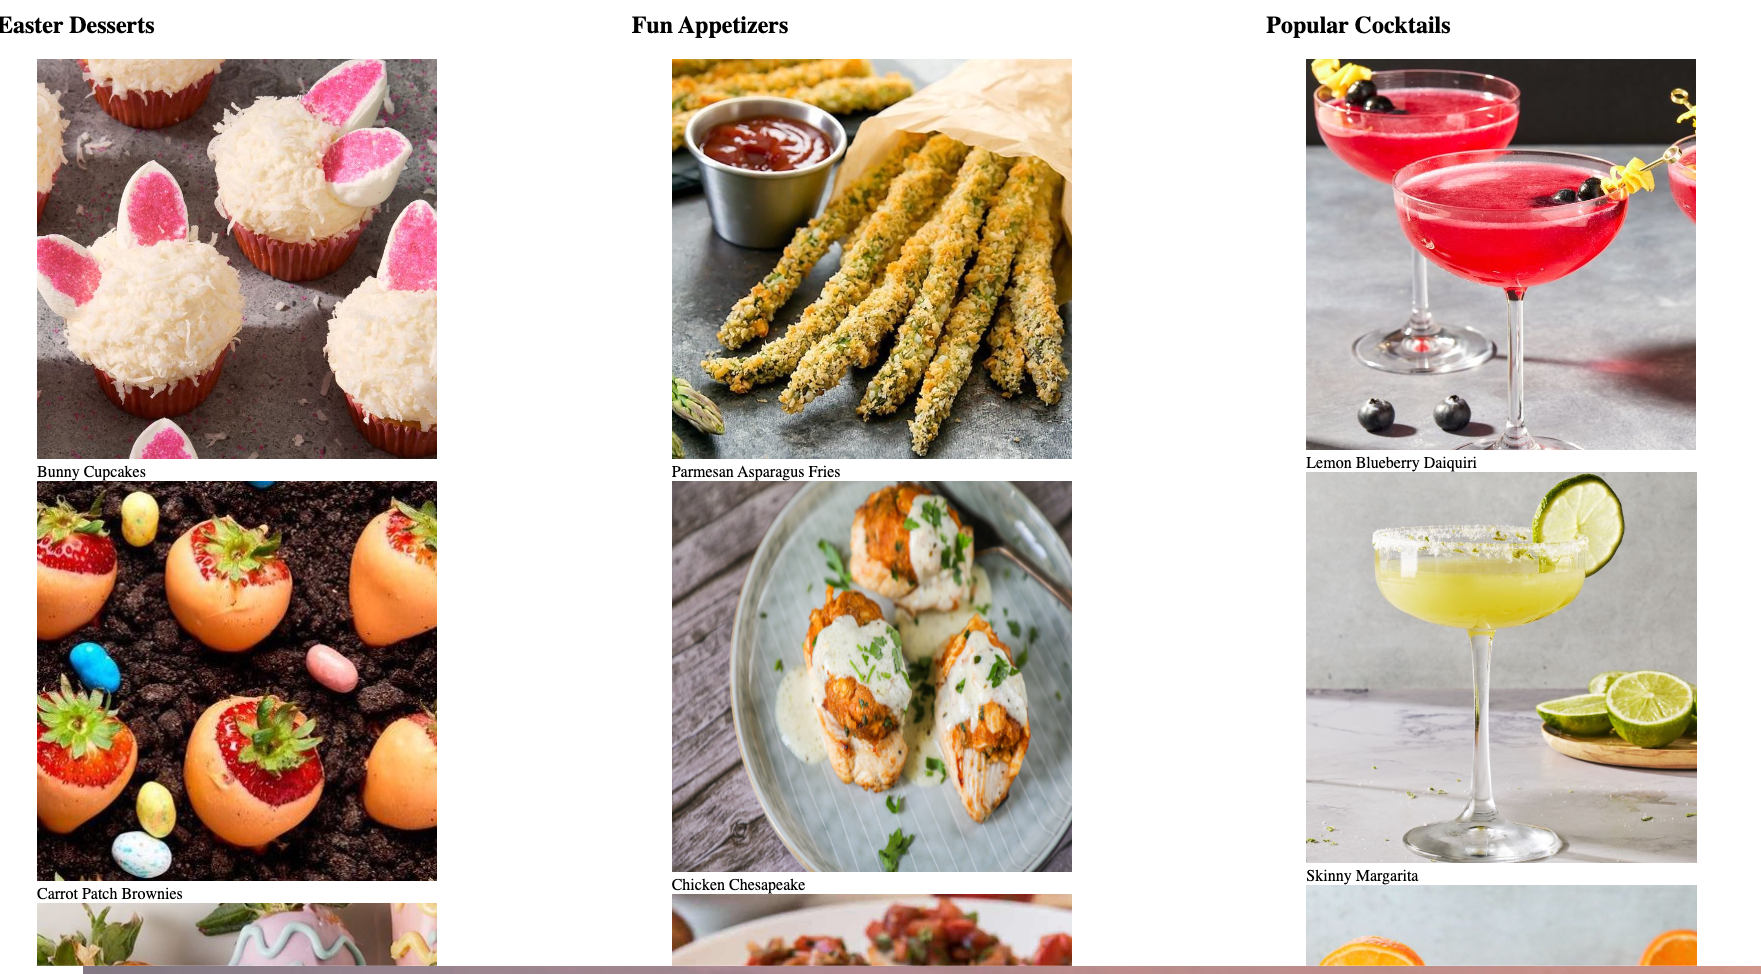 Easter Desserts
Bunny Cupcakes
Carrot Patch Brownies
Fun Appetizers
Parmesan Asparagus Fries
Chicken Chesapeake
Popular Cocktails
Lemon Blueberry Daiquiri
Skinny Margarita